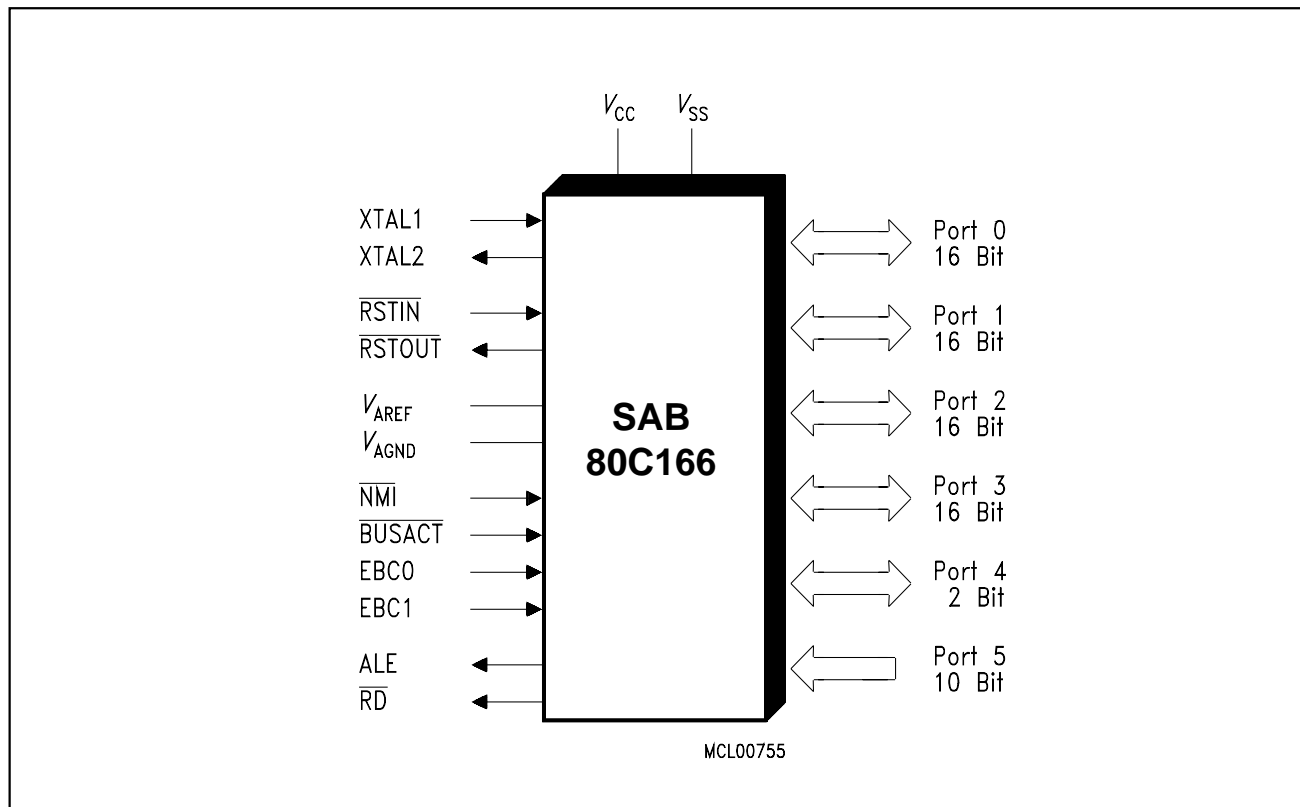 VCC
VSS
XTAL1
XTAL2
RSTIN
RSTOUT
VAREF
VAGND
NMI
BUSACT
EBC0
EBC1
ALE
RD
SAB
80C166
Port 0
16 Bit
Port 1
16 Bit
Port 2
16 Bit
Port 3
16 Bit
Port 4
2 Bit
Port 5
10 Bit
MCL00755